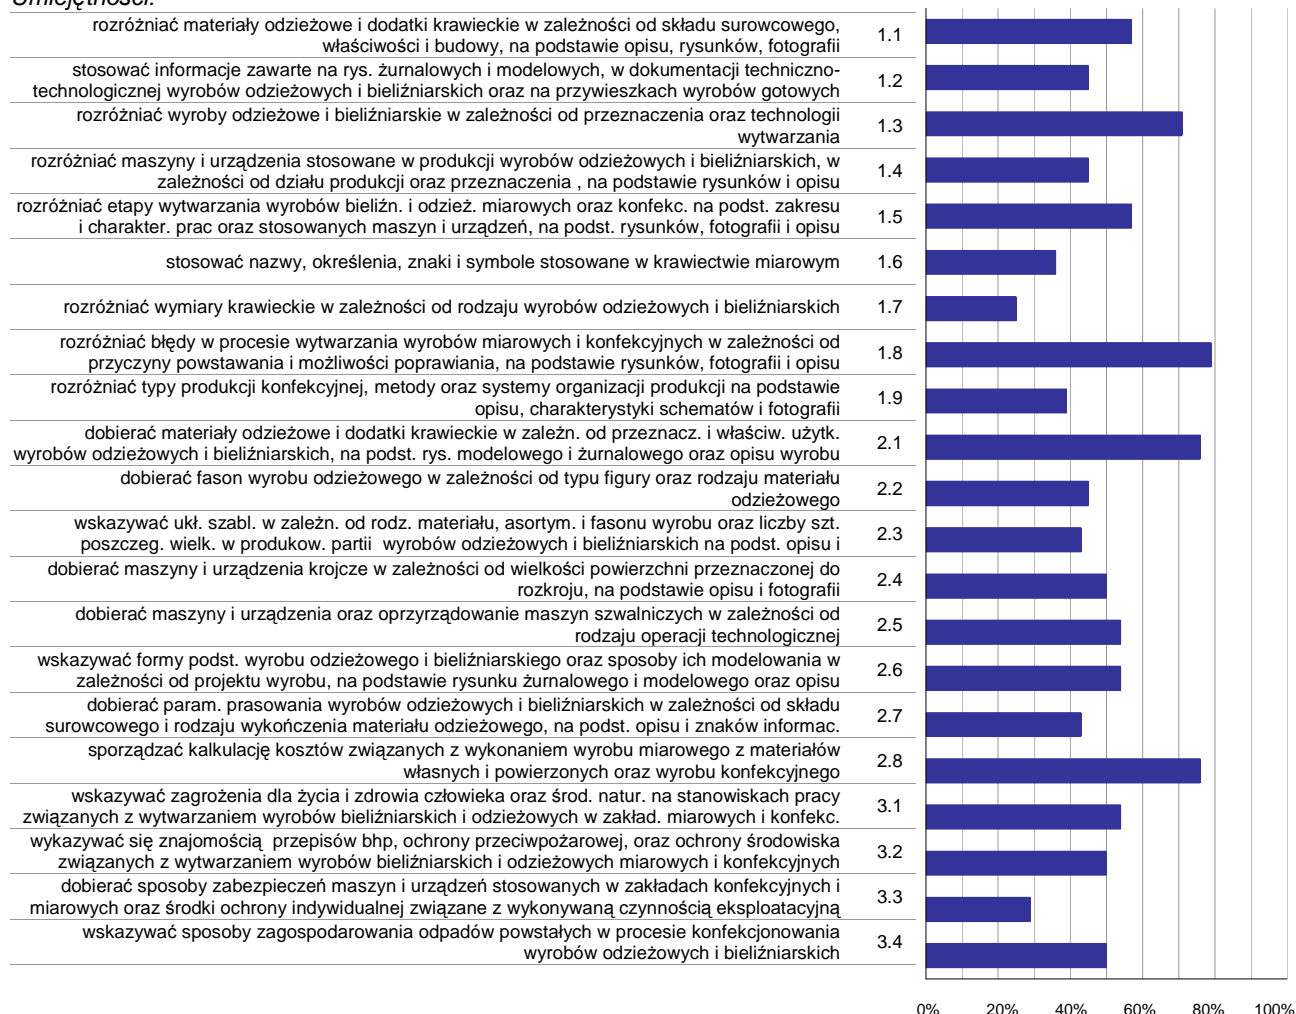 Umiejętności:
rozróżniać materiały odzieżowe i dodatki krawieckie w zależności od składu surowcowego,
właściwości i budowy, na podstawie opisu, rysunków, fotografii
1.1
stosować informacje zawarte na rys. żurnalowych i modelowych, w dokumentacji techniczno-
technologicznej wyrobów odzieżowych i bieliźniarskich oraz na przywieszkach wyrobów gotowych
1.2
rozróżniać wyroby odzieżowe i bieliźniarskie w zależności od przeznaczenia oraz technologii
wytwarzania
1.3
rozróżniać maszyny i urządzenia stosowane w produkcji wyrobów odzieżowych i bieliźniarskich, w
zależności od działu produkcji oraz przeznaczenia , na podstawie rysunków i opisu
1.4
rozróżniać etapy wytwarzania wyrobów bieliźn. i odzież. miarowych oraz konfekc. na podst. zakresu
i charakter. prac oraz stosowanych maszyn i urządzeń, na podst. rysunków, fotografii i opisu
1.5
stosować nazwy, określenia, znaki i symbole stosowane w krawiectwie miarowym
1.6
rozróżniać wymiary krawieckie w zależności od rodzaju wyrobów odzieżowych i bieliźniarskich
1.7
rozróżniać błędy w procesie wytwarzania wyrobów miarowych i konfekcyjnych w zależności od
przyczyny powstawania i możliwości poprawiania, na podstawie rysunków, fotografii i opisu
1.8
rozróżniać typy produkcji konfekcyjnej, metody oraz systemy organizacji produkcji na podstawie
opisu, charakterystyki schematów i fotografii
1.9
dobierać materiały odzieżowe i dodatki krawieckie w zależn. od przeznacz. i właściw. użytk.
wyrobów odzieżowych i bieliźniarskich, na podst. rys. modelowego i żurnalowego oraz opisu wyrobu
2.1
dobierać fason wyrobu odzieżowego w zależności od typu figury oraz rodzaju materiału
odzieżowego
2.2
wskazywać ukł. szabl. w zależn. od rodz. materiału, asortym. i fasonu wyrobu oraz liczby szt.
poszczeg. wielk. w produkow. partii wyrobów odzieżowych i bieliźniarskich na podst. opisu i
2.3
dobierać maszyny i urządzenia krojcze w zależności od wielkości powierzchni przeznaczonej do
rozkroju, na podstawie opisu i fotografii
2.4
dobierać maszyny i urządzenia oraz oprzyrządowanie maszyn szwalniczych w zależności od
rodzaju operacji technologicznej
2.5
wskazywać formy podst. wyrobu odzieżowego i bieliźniarskiego oraz sposoby ich modelowania w
zależności od projektu wyrobu, na podstawie rysunku żurnalowego i modelowego oraz opisu
2.6
dobierać param. prasowania wyrobów odzieżowych i bieliźniarskich w zależności od składu
surowcowego i rodzaju wykończenia materiału odzieżowego, na podst. opisu i znaków informac.
2.7
sporządzać kalkulację kosztów związanych z wykonaniem wyrobu miarowego z materiałów
własnych i powierzonych oraz wyrobu konfekcyjnego
2.8
wskazywać zagrożenia dla życia i zdrowia człowieka oraz środ. natur. na stanowiskach pracy
związanych z wytwarzaniem wyrobów bieliźniarskich i odzieżowych w zakład. miarowych i konfekc.
3.1
wykazywać się znajomością przepisów bhp, ochrony przeciwpożarowej, oraz ochrony środowiska
związanych z wytwarzaniem wyrobów bieliźniarskich i odzieżowych miarowych i konfekcyjnych
3.2
dobierać sposoby zabezpieczeń maszyn i urządzeń stosowanych w zakładach konfekcyjnych i
miarowych oraz środki ochrony indywidualnej związane z wykonywaną czynnością eksploatacyjną
3.3
wskazywać sposoby zagospodarowania odpadów powstałych w procesie konfekcjonowania
wyrobów odzieżowych i bieliźniarskich
3.4
0% 20% 40% 60% 80% 100%